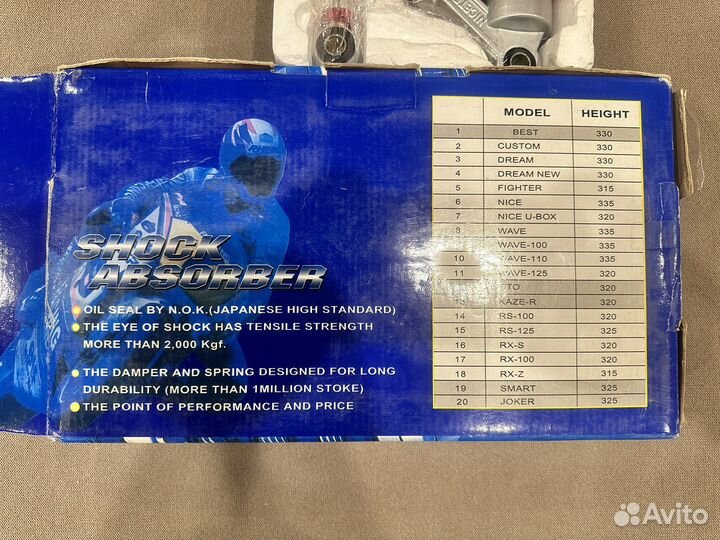 SHOCK
ABSORBER
OIL SEAL BY N.O.K.(JAPANESE HIGH STANDARD)
THE EYE OF SHOCK HAS TENSILE STRENGTH
MORE THAN 2,000 Kgf.
THE DAMPER AND SPRING DESIGNED FOR LONG
DURABILITY (MORE THAN 1MILLION STOKE)
THE POINT OF PERFORMANCE AND PRICE
MODEL HEIGHT
1 BEST 330
2 CUSTOM 330
3 DREAM 330
4 DREAM NEW 330
5 FIGHTER 315
6 NICE 335
7 NICE U-BOX 320
8 WAVE 335
9 WAVE-100 335
10 WAVE-110 335
11 WAVE-125 320
320
13 KAZE-R 320
14 RS-100 320
15 RS-125 325
16 RX-S 320
17 RX-100 320
18 RX-Z 315
19 SMART 325
20 JOKER 325
Avito